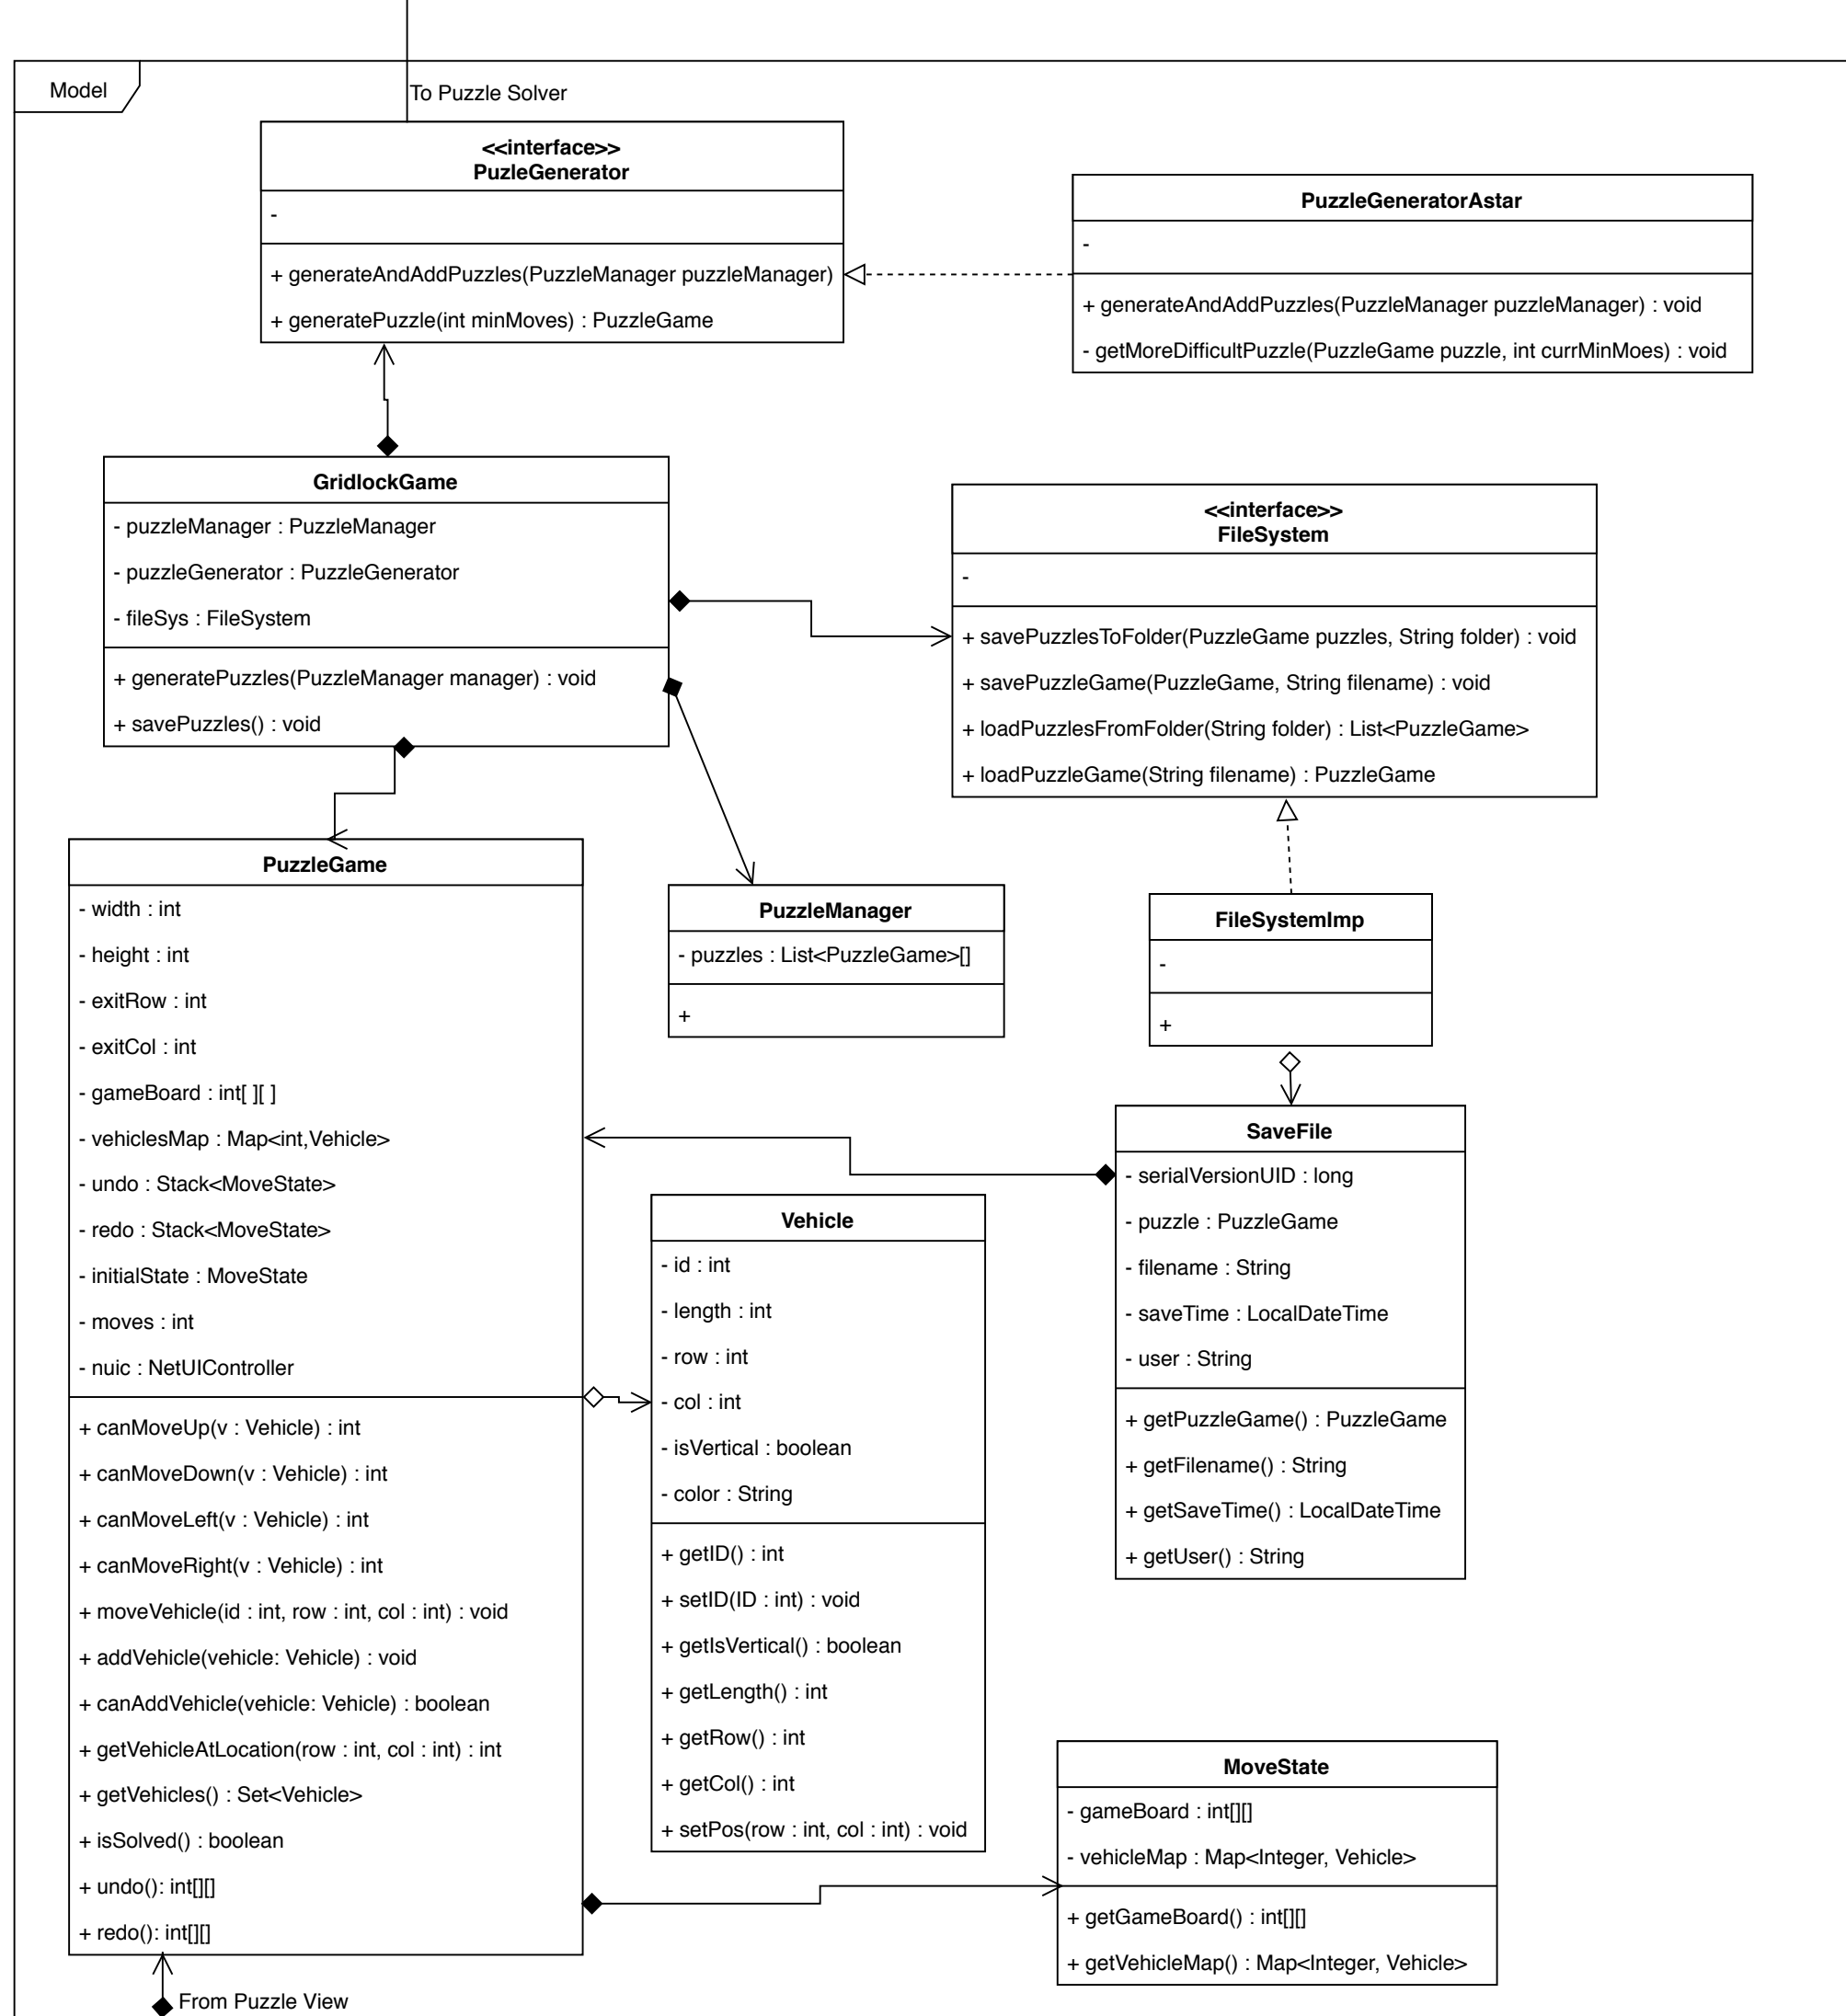 Model
To Puzzle Solver
<<interface>>
PuzleGenerator
-
+ generateAndAddPuzzles(PuzzleManager puzzleManager)
+ generatePuzzle(int minMoves) : PuzzleGame
PuzzleGeneratorAstar
-
+ generateAndAddPuzzles(PuzzleManager puzzleManager) : void
- getMoreDifficultPuzzle(PuzzleGame puzzle, int currMinMoes) : void
GridlockGame
- puzzleManager : PuzzleManager
- puzzleGenerator : PuzzleGenerator
- fileSys : FileSystem
+ generatePuzzles(PuzzleManager manager) : void
+ savePuzzles() : void
<<interface>>
FileSystem
-
+ savePuzzlesToFolder(PuzzleGame puzzles, String folder) : void
+ savePuzzleGame(PuzzleGame, String filename) : void
+ loadPuzzlesFromFolder(String folder) : List<PuzzleGame>
+ loadPuzzleGame(String filename) : PuzzleGame
PuzzleGame
- width : int
- height : int
- exitRow : int
- exitCol : int
- gameBoard : int[ ][ ]
- vehiclesMap : Map<int,Vehicle>
- undo : Stack<MoveState>
- redo : Stack<MoveState>
- initialState : MoveState
- moves : int
- nuic : NetUIController
+ canMoveUp(v : Vehicle) : int
+ canMoveDown(v : Vehicle) : int
+ canMoveLeft(v : Vehicle) : int
+ canMoveRight(v : Vehicle) : int
+ moveVehicle(id : int, row : int, col : int) : void
+ addVehicle(vehicle: Vehicle) : void
+ canAddVehicle(vehicle: Vehicle) : boolean
+ getVehicleAtLocation(row : int, col : int) : int
+ getVehicles() : Set<Vehicle>
+ isSolved() : boolean
+ undo(): int[][]
+ redo(): int[][]
PuzzleManager
- puzzles : List<PuzzleGame>[]
+
FileSystemImp
-
+
SaveFile
- serialVersionUID : long
- puzzle : PuzzleGame
- filename : String
- saveTime : LocalDateTime
- user : String
+ getPuzzleGame() : PuzzleGame
+ getFilename() : String
+ getSaveTime() : LocalDateTime
+ getUser() : String
Vehicle
- id : int
- length : int
- row : int
- col : int
- isVertical : boolean
- color : String
+ getID() : int
+ setID(ID : int) : void
+ getIsVertical() : boolean
+ getLength() : int
+ getRow() : int
+ getCol() : int
+ setPos(row : int, col : int) : void
MoveState
- gameBoard : int[][]
- vehicleMap : Map<Integer, Vehicle>
+ getGameBoard() : int[][]
+ getVehicleMap() : Map<Integer, Vehicle>
From Puzzle View